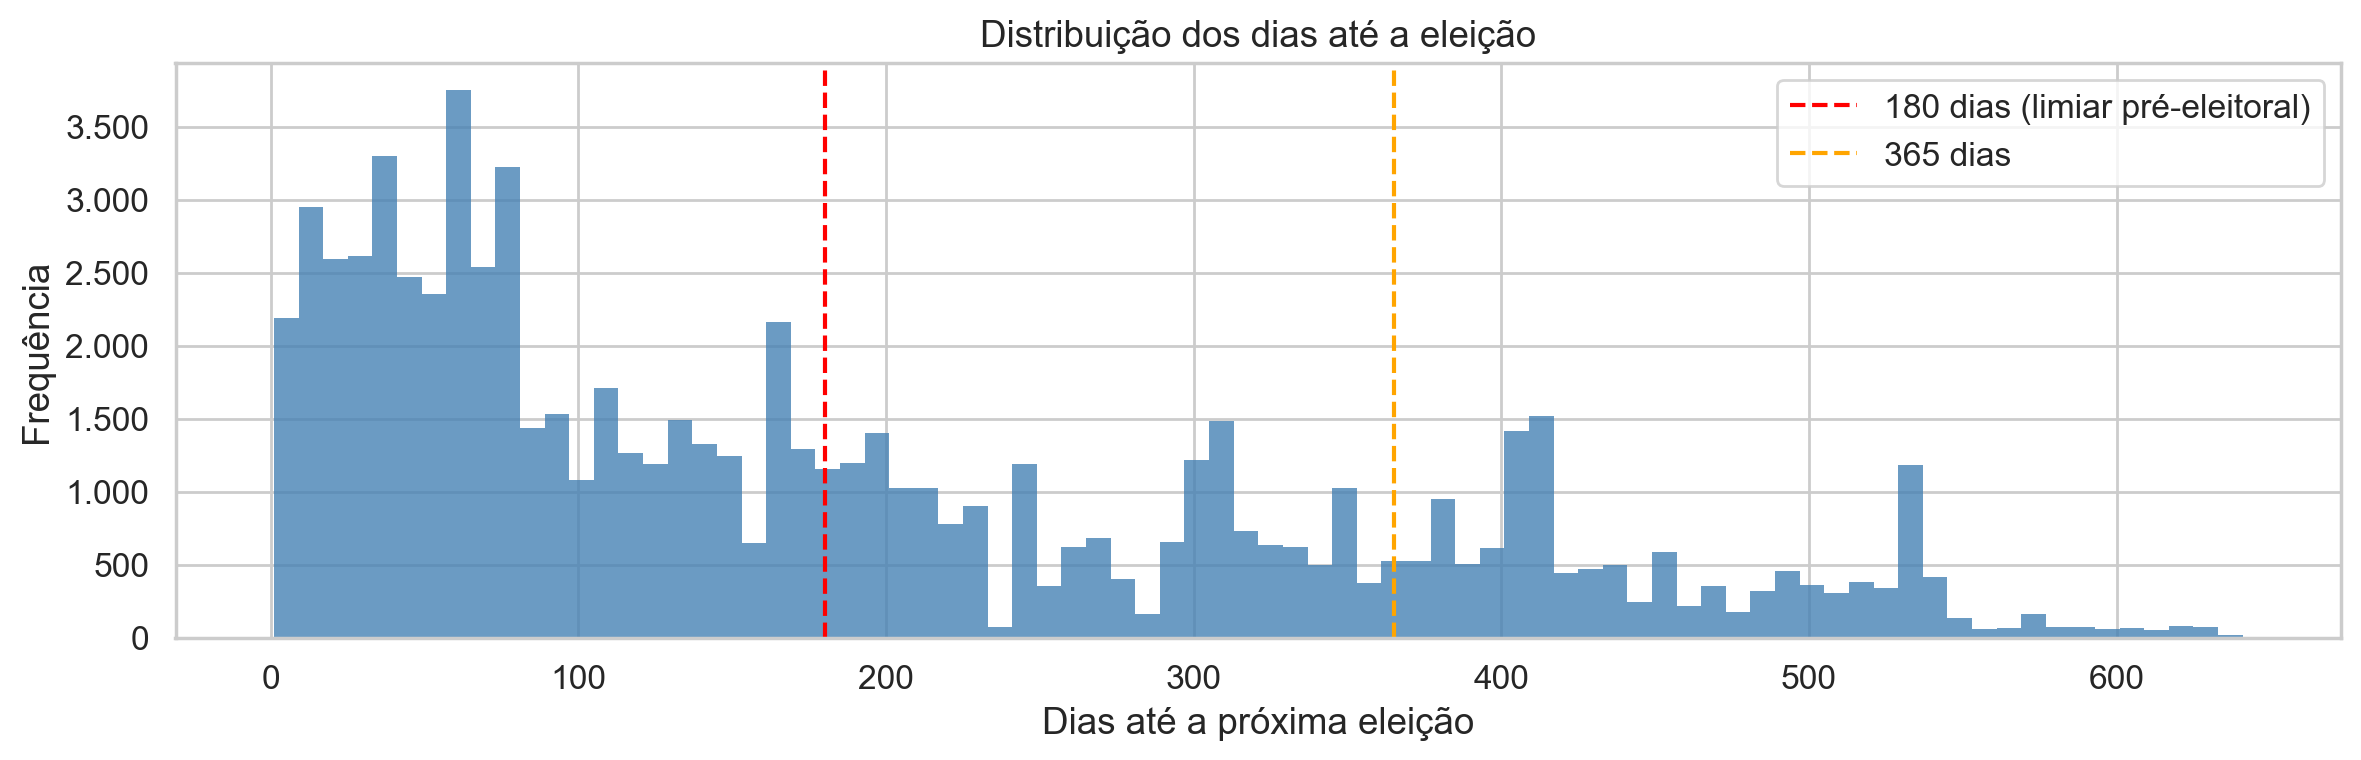 Distribuição dos dias até a eleição
180 dias (limiar pré-eleitoral)
365 dias
Frequência
3.500
3.000
2.500
2.000
1.500
1.000
500
0
0 100 200 300 400 500 600
Dias até a próxima eleição